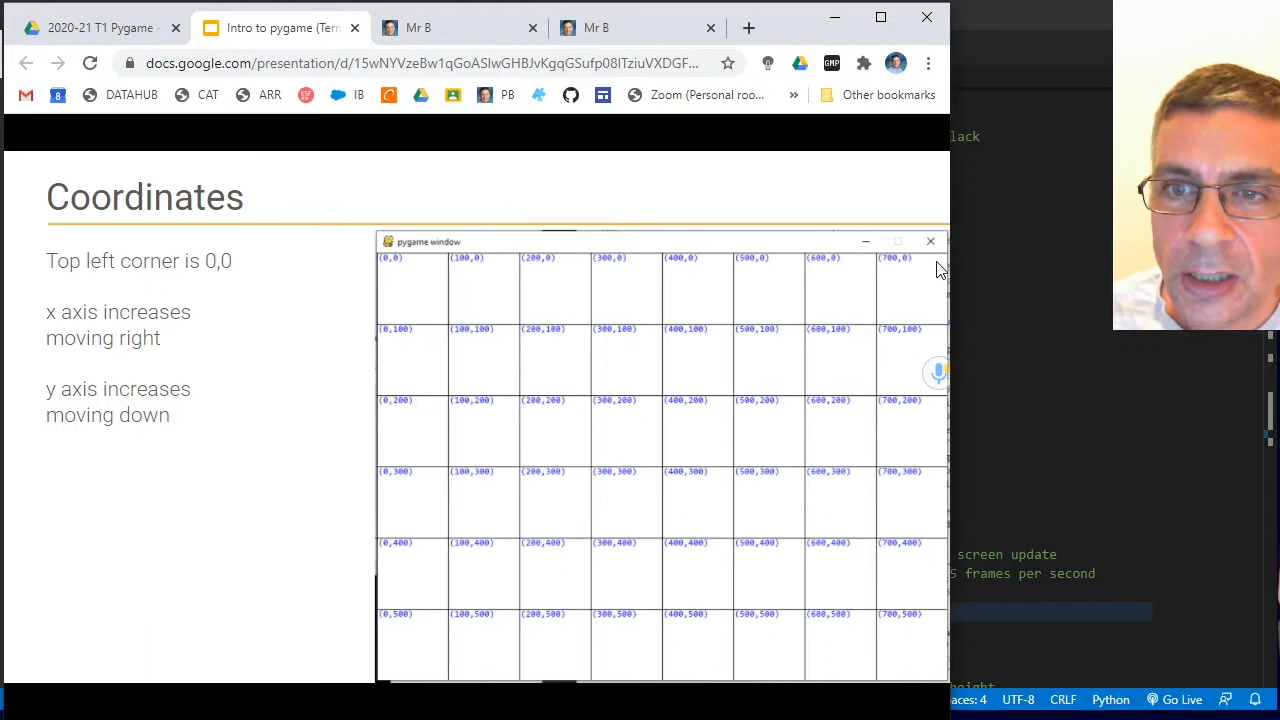 2020-21 T1 Pygame -
Intro to pygame (Tern
Mr B
Mr B
docs.google.com/presentation/d/15wNYVzeBw1qGoASlwGHBJvKgqGSufp08ITziuVXDGF...
GMP
8
DATAHUB
CAT
ARR
IB
PB
Zoom (Personal roo...
»
Other bookmarks
lack
Coordinates
Top left corner is 0,0
x axis increases
moving right
y axis increases
moving down
pygame window
(0,0) (100,0) (200,0) (300,0) (400,0) (500,0) (600,0) (700,0)
(0,100) (100,100) (200,100) (300,100) (400,100) (500,100) (600,100) (700,100)
(0,200) (100,200) (200,200) (300,200) (400,200) (500,200) (600,200) (700,200)
(0,300) (100,300) (200,300) (300,300) (400,300) (500,300) (600,300) (700,300)
(0,400) (100,400) (200,400) (300,400) (400,400) (500,400) (600,400) (700,400)
(0,500) (100,500) (200,500) (300,500) (400,500) (500,500) (600,500) (700,500)
screen update
5 frames per second
height
aces: 4 UTF-8 CRLF Python Go Live